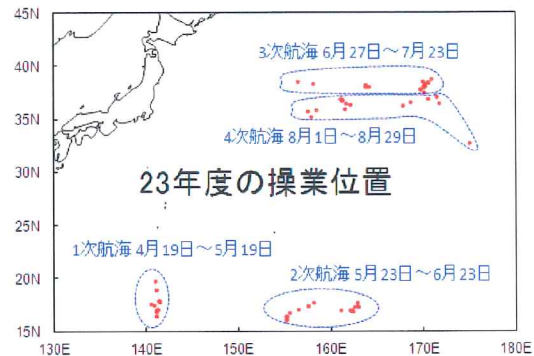 45N
40N
35N
30N
25N
20N
15N
3次航海 6月27日～7月23日
4次航海 8月1日～8月29日
23年度の操業位置
1次航海 4月19日～5月19日
2次航海 5月23日～6月23日
130E 140E 150E 160E 170E 180E